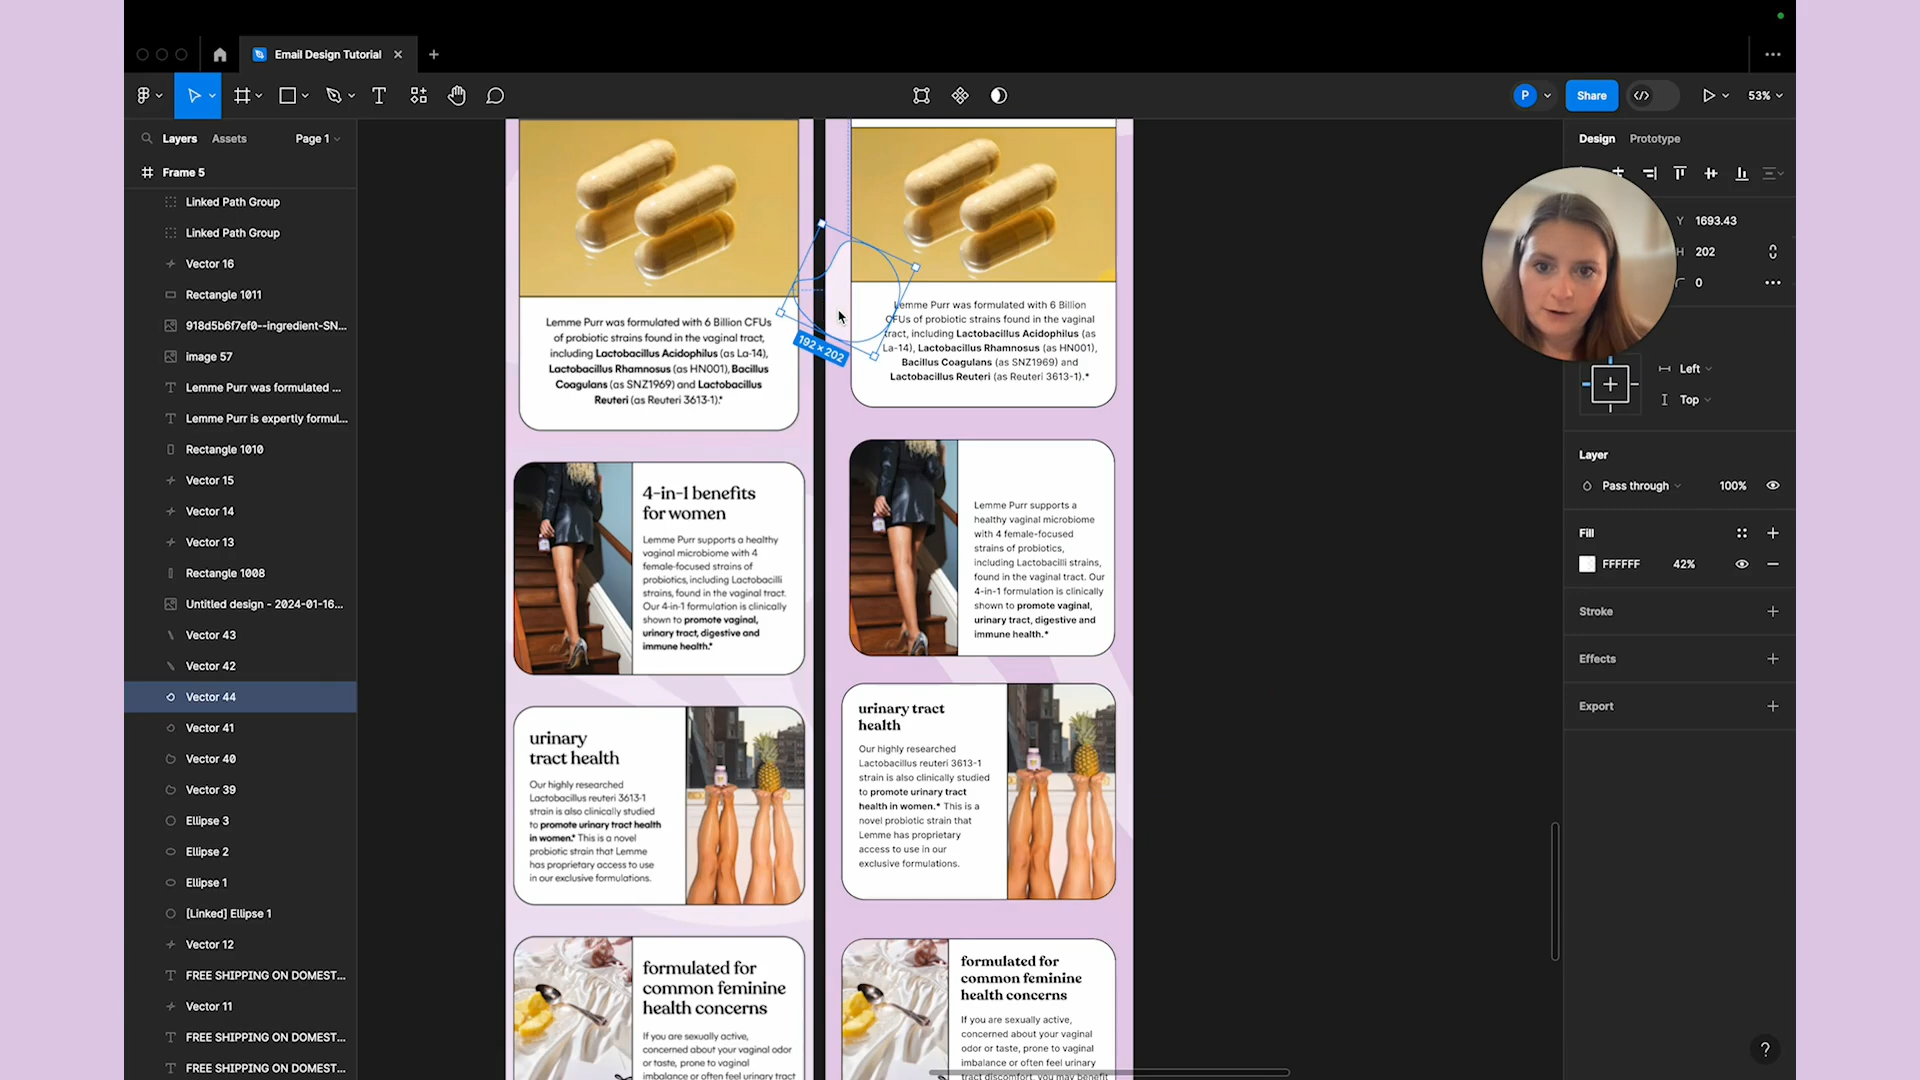 Email Design Tutorial
P
Share
53%
Layers
Assets
Page 1
Design
Prototype
Frame 5
Linked Path Group
Linked Path Group
Vector 16
Rectangle 1011
918d5b6f7ef0--ingredient-SN...
image 57
Lemme Purr was formulated ...
Lemme Purr is expertly formul...
Rectangle 1010
Vector 15
Vector 14
Vector 13
Rectangle 1008
Untitled design - 2024-01-16...
Vector 43
Vector 42
Vector 44
Vector 41
Vector 40
Vector 39
Ellipse 3
Ellipse 2
Ellipse 1
[Linked] Ellipse 1
Vector 12
FREE SHIPPING ON DOMEST...
Vector 11
FREE SHIPPING ON DOMEST...
FREE SHIPPING ON DOMEST...
Lemme Purr was formulated with 6 Billion CFUs
of probiotic strains found in the vaginal tract,
including Lactobacillus Acidophilus (as La-14),
Lactobacillus Rhamnosus (as HN001), Bacillus
Coagulans (as SNZ1969) and Lactobacillus
Reuteri (as Reuteri 3613-1).*
4-in-1 benefits
for women
Lemme Purr supports a healthy
vaginal microbiome with 4
female-focused strains of
probiotics, including Lactobacilli
strains, found in the vaginal tract.
Our 4-in-1 formulation is clinically
shown to promote vaginal,
urinary tract, digestive and
immune health.*
urinary
tract health
Our highly researched
Lactobacillus reuteri 3613-1
strain is also clinically studied
to promote urinary tract health
in women.* This is a novel
probiotic strain that Lemme
has proprietary access to use
in our exclusive formulations.
formulated for
common feminine
health concerns
If you are sexually active,
concerned about your vaginal odor
or taste, prone to vaginal
imbalance or often feel urinary tract
192 × 202
Lemme Purr was formulated with 6 Billion
CFUs of probiotic strains found in the vaginal
tract, including Lactobacillus Acidophilus (as
La-14), Lactobacillus Rhamnosus (as HN001),
Bacillus Coagulans (as SNZ1969) and
Lactobacillus Reuteri (as Reuteri 3613-1).*
Lemme Purr supports a
healthy vaginal microbiome
with 4 female-focused
strains of probiotics,
including Lactobacilli strains,
found in the vaginal tract. Our
4-in-1 formulation is clinically
shown to promote vaginal,
urinary tract, digestive and
immune health.*
urinary tract
health
Our highly researched
Lactobacillus reuteri 3613-1
strain is also clinically studied
to promote urinary tract
health in women.* This is a
novel probiotic strain that
Lemme has proprietary
access to use in our
exclusive formulations.
formulated for
common feminine
health concerns
If you are sexually active,
concerned about your vaginal
odor or taste, prone to vaginal
imbalance or often feel urinary
tract discomfort, you may benefit
Y 1693.43
H 202
0
Left
Top
Layer
Pass through
100%
Fill
FFFFFF
42%
Stroke
Effects
Export
?